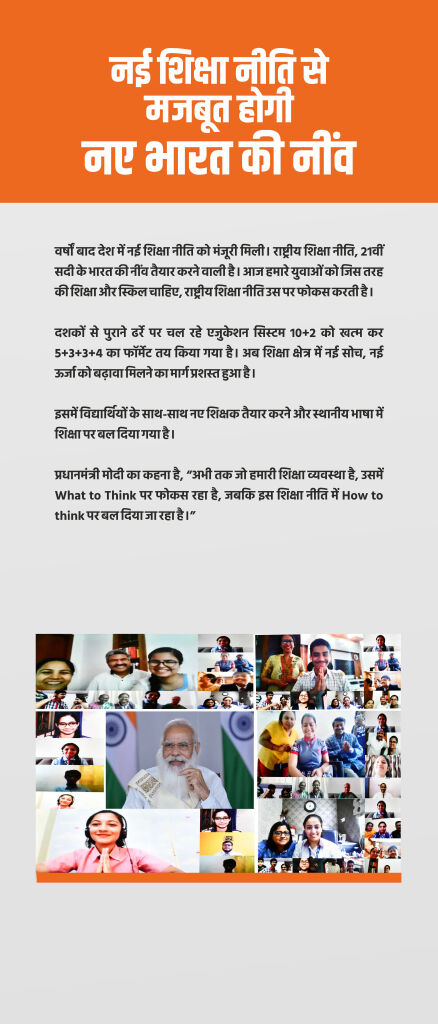 नई शिक्षा नीति से
मजबूत होगी
नए भारत की नींव
वर्षों बाद देश में नई शिक्षा नीति को मंजूरी मिली। राष्ट्रीय शिक्षा नीति, 21वीं
सदी के भारत की नींव तैयार करने वाली है। आज हमारे युवाओं को जिस तरह
की शिक्षा और स्किल चाहिए, राष्ट्रीय शिक्षा नीति उस पर फोकस करती है।
दशकों से पुराने ढर्रे पर चल रहे एजुकेशन सिस्टम 10+2 को खत्म कर
5+3+3+4 का फॉर्मेट तय किया गया है। अब शिक्षा क्षेत्र में नई सोच, नई
ऊर्जा को बढ़ावा मिलने का मार्ग प्रशस्त हुआ है।
इसमें विद्यार्थियों के साथ-साथ नए शिक्षक तैयार करने और स्थानीय भाषा में
शिक्षा पर बल दिया गया है।
प्रधानमंत्री मोदी का कहना है, “अभी तक जो हमारी शिक्षा व्यवस्था है, उसमें
What to Think पर फोकस रहा है, जबकि इस शिक्षा नीति में How to
think पर बल दिया जा रहा है।”